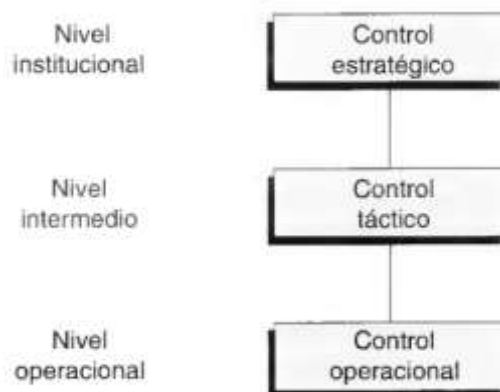 Nivel
institucional
Control
estratégico
Nivel
intermedio
Control
táctico
Nivel
operacional
Control
operacional